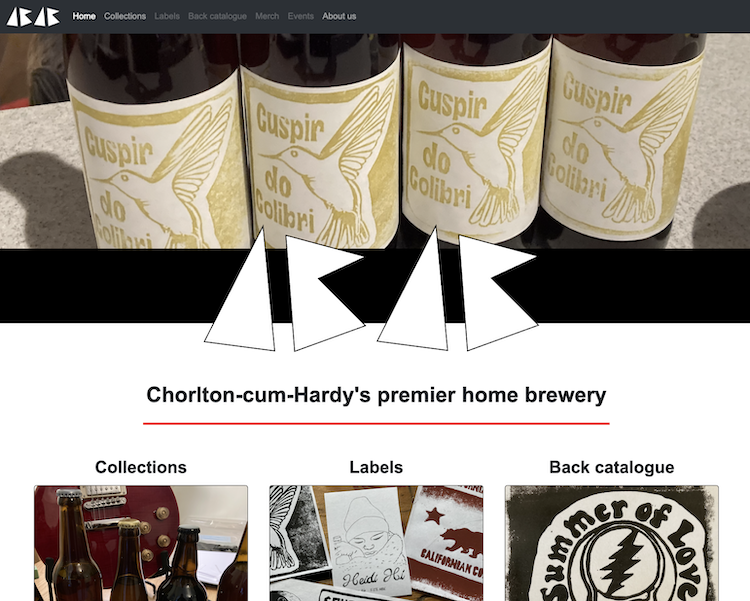 Home Collections Labels Back catalogue Merch Events About us
Cuspir
do
Colibri
Cuspir
do
Colibri
Cuspir
do
Colibri
Cuspir
do
Colibri
Chorlton-cum-Hardy's premier home brewery
Collections
Labels
Back catalogue
Heidi Hi
CALIFORNIAN CO
Summer of Love